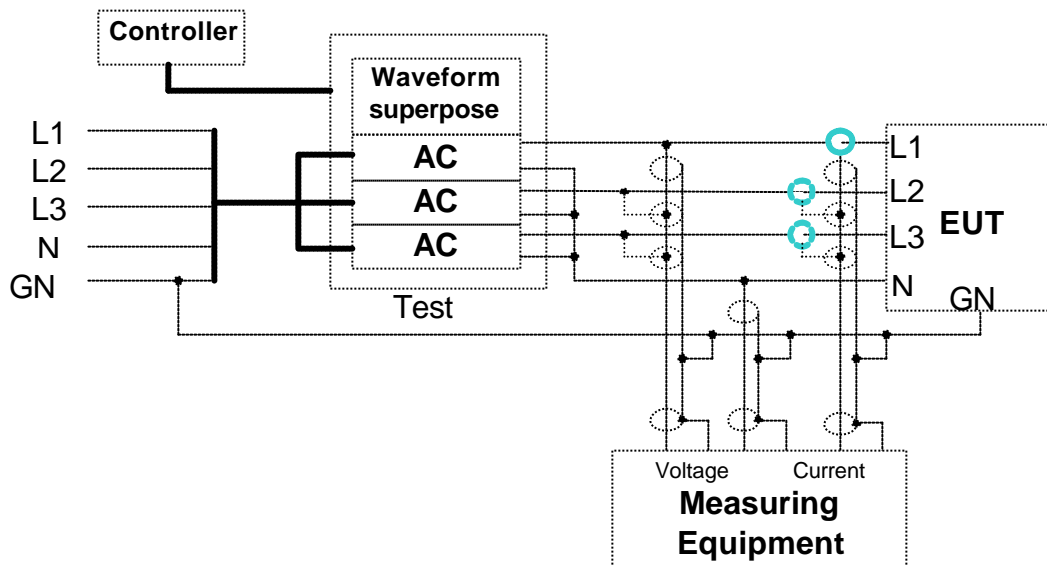 Controller
Waveform
superpose
L1
L2
L3
N
GN
AC
AC
AC
Test
L1
L2
L3
N
EUT
GN
Voltage
Current
Measuring
Equipment